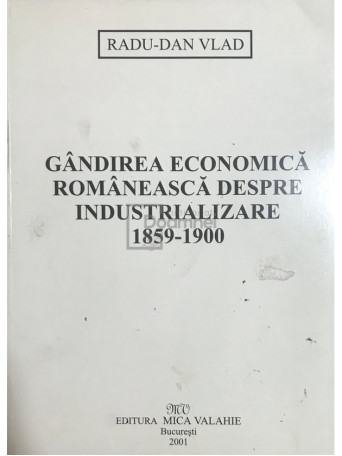 RADU-DAN VLAD
GÂNDIREA ECONOMICĂ
ROMÂNEASCĂ DESPRE
INDUSTRIALIZARE
1859-1900
MV
EDITURA MICA VALAHIE
București
2001